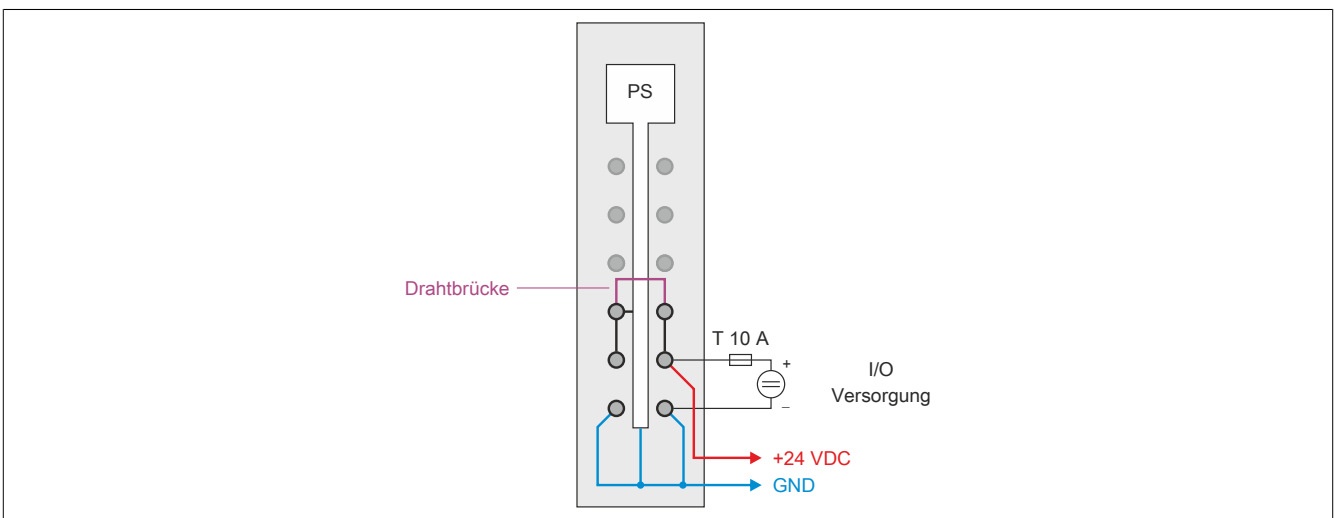 PS
Drahtbrücke
T 10 A
+
I/O
Versorgung
–
+24 VDC
GND